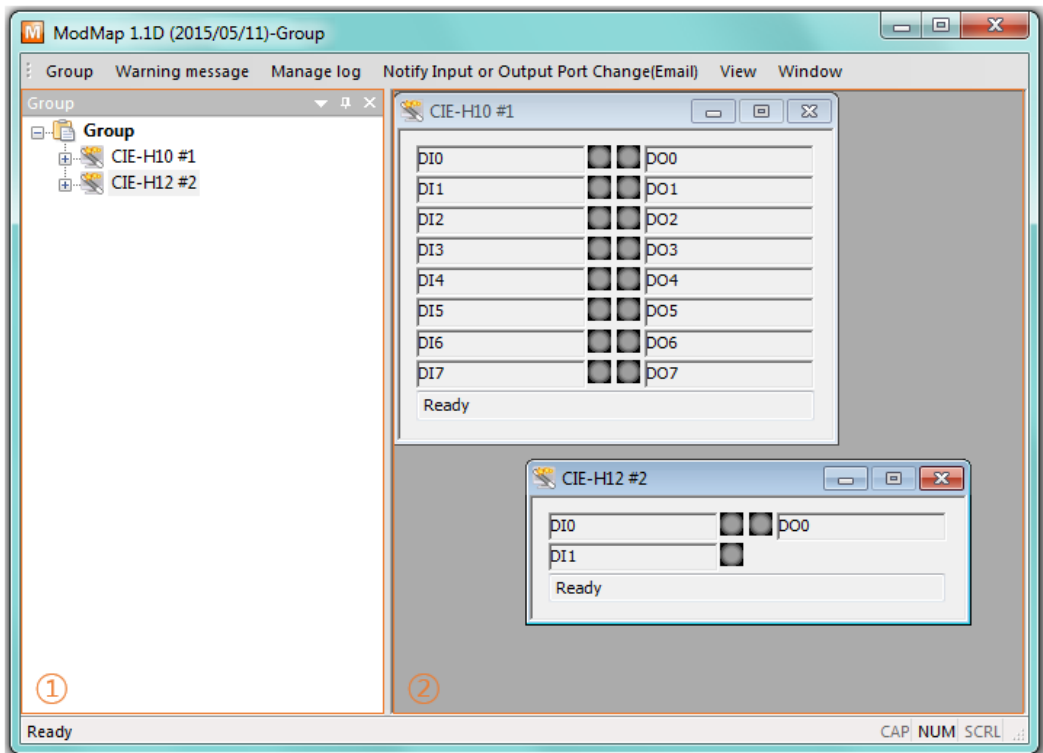 ModMap 1.1D (2015/05/11)-Group
Group Warning message Manage log Notify Input or Output Port Change(Email) View Window
Group
Group
CIE-H10 #1
CIE-H12 #2
CIE-H10 #1
DI0 DO0
DI1 DO1
DI2 DO2
DI3 DO3
DI4 DO4
DI5 DO5
DI6 DO6
DI7 DO7
Ready
CIE-H12 #2
DI0 DO0
DI1
Ready
① ②
Ready CAP NUM SCRL